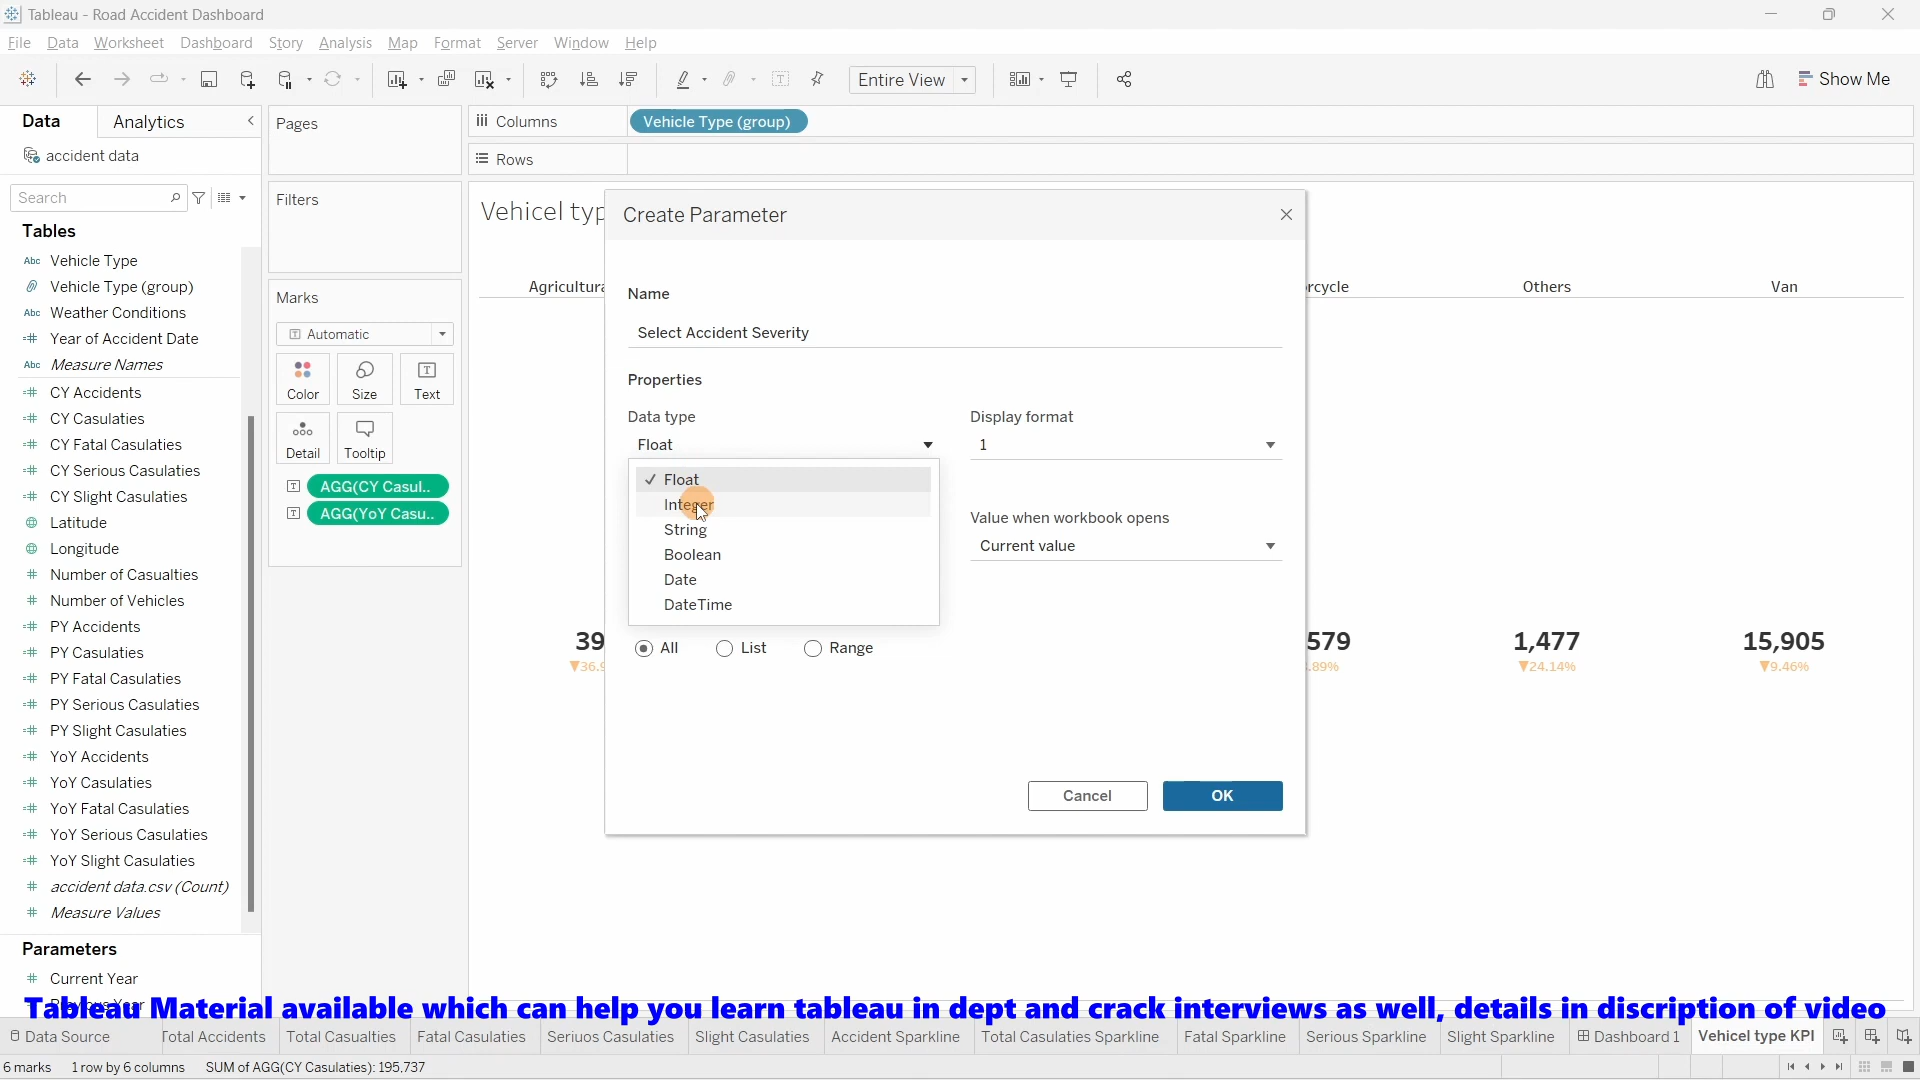 Tableau - Road Accident Dashboard
File Data Worksheet Dashboard Story Analysis Map Format Server Window Help
Entire View
Show Me
Data Analytics
accident data
Search
Tables
Abc Vehicle Type
Vehicle Type (group)
Abc Weather Conditions
Year of Accident Date
Abc Measure Names
CY Accidents
CY Casulaties
CY Fatal Casulaties
CY Serious Casulaties
CY Slight Casulaties
Latitude
Longitude
Number of Casualties
Number of Vehicles
PY Accidents
PY Casulaties
PY Fatal Casulaties
PY Serious Casulaties
PY Slight Casulaties
YoY Accidents
YoY Casulaties
YoY Fatal Casulaties
YoY Serious Casulaties
YoY Slight Casulaties
accident data.csv (Count)
Measure Values
Parameters
Current Year
Pages
Filters
Marks
Automatic
Color Size Text
Detail Tooltip
AGG(CY Casul..
AGG(YoY Casu..
Columns Vehicle Type (group)
Rows
Vehicel typ
Agricultura rcycle Others Van
39 579 1,477 15,905
▼36.9 .89% ▼24.14% ▼9.46%
Create Parameter
Name
Select Accident Severity
Properties
Data type Display format
Float 1
✓ Float
Integer
String
Boolean
Date
DateTime
Value when workbook opens
Current value
All List Range
Cancel OK
Tableau Material available which can help you learn tableau in dept and crack interviews as well, details in discription of video
Data Source Total Accidents Total Casualties Fatal Casualties Seriuos Casulaties Slight Casulaties Accident Sparkline Total Casulaties Sparkline Fatal Sparkline Serious Sparkline Slight Sparkline Dashboard 1 Vehicel type KPI
6 marks 1 row by 6 columns SUM of AGG(CY Casulaties): 195,737